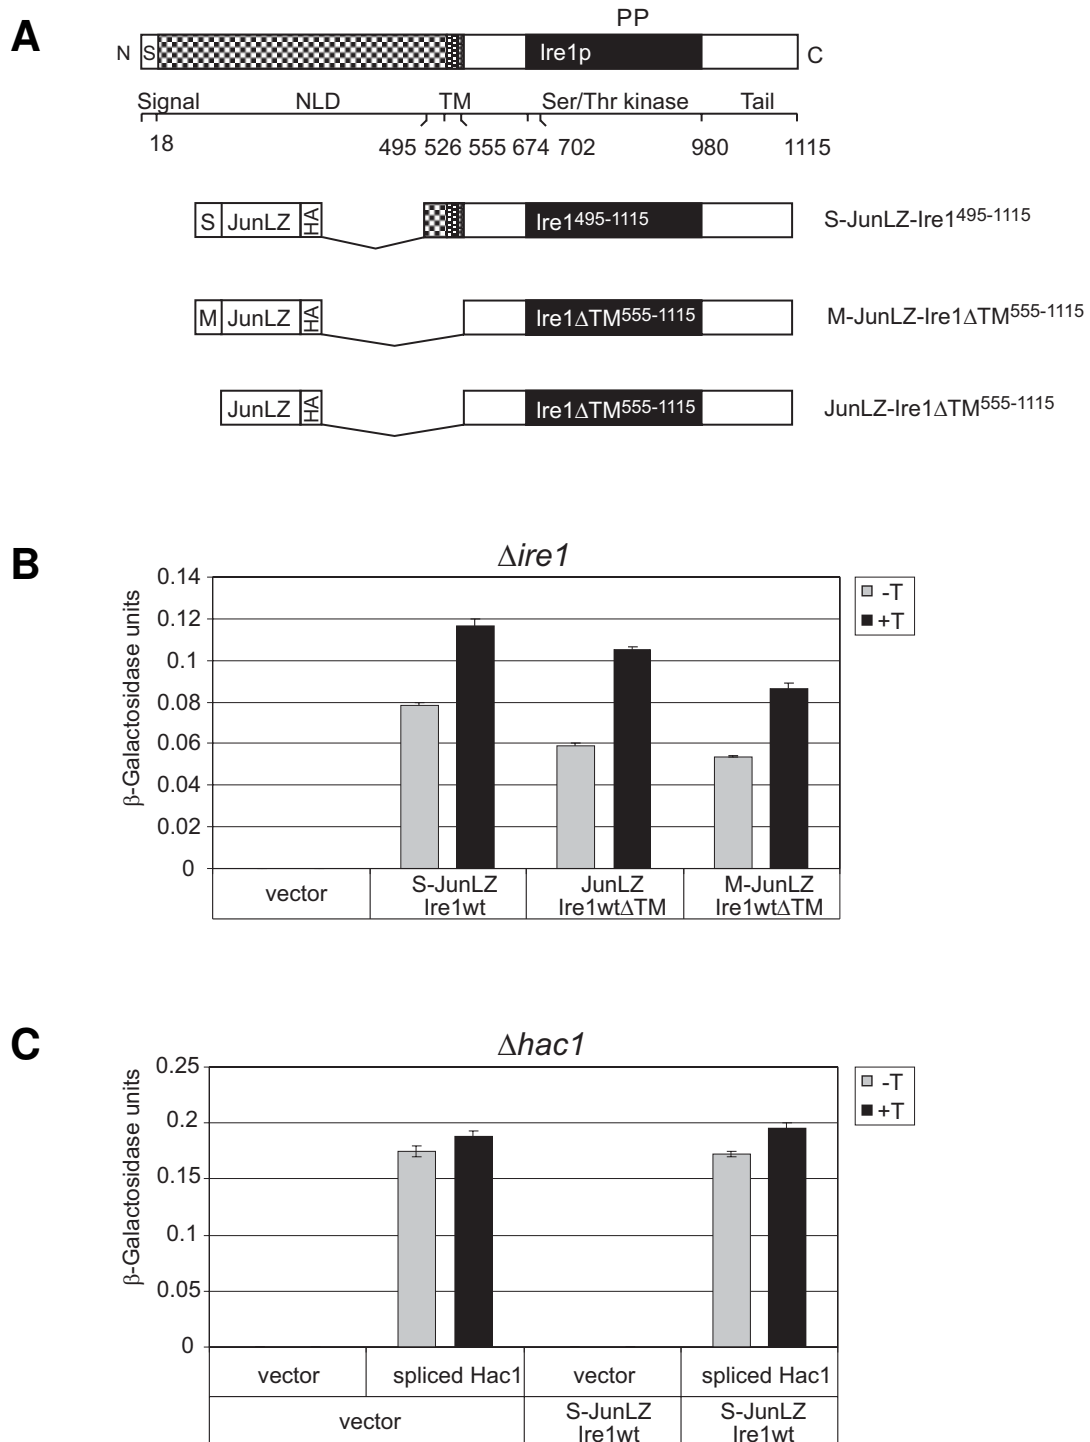 A
PP
N S Ire1p C
Signal NLD TM Ser/Thr kinase Tail
18 495 526 555 674 702 980 1115
S JunLZ HA Ire1495-1115 S-JunLZ-Ire1495-1115
M JunLZ HA Ire1ΔTM555-1115 M-JunLZ-Ire1ΔTM555-1115
JunLZ HA Ire1ΔTM555-1115 JunLZ-Ire1ΔTM555-1115
B
Δire1
β-Galactosidase units
0.14
0.12
0.1
0.08
0.06
0.04
0.02
0
-T
+T
vector
S-JunLZ
Ire1wt
JunLZ
Ire1wtΔTM
M-JunLZ
Ire1wtΔTM
C
Δhac1
β-Galactosidase units
0.25
0.2
0.15
0.1
0.05
0
-T
+T
vector spliced Hac1 vector spliced Hac1
vector
S-JunLZ
Ire1wt
S-JunLZ
Ire1wt